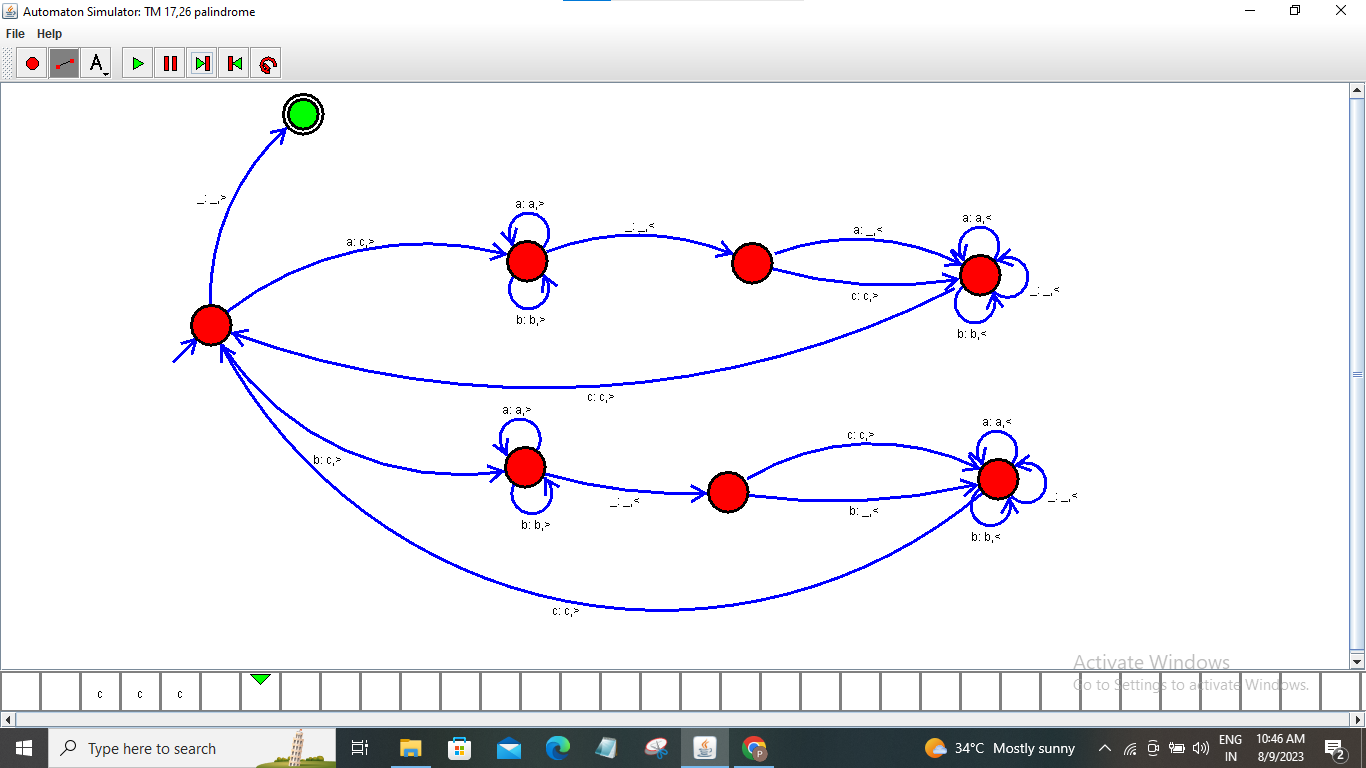 Automaton Simulator: TM 17,26 palindrome
File Help
A
_: _,>
a: a,>
a: c,>
_: _,<
b: b,>
a: _,<
c: c,>
a: a,<
_: _,<
b: b,<
c: c,>
a: a,>
b: c,>
b: b,>
_: _,<
c: c,>
b: _,<
a: a,<
_: _,<
b: b,<
c: c,>
Activate Windows
Go to Settings to activate Windows.
c c c
Type here to search
34°C Mostly sunny
ENG
IN
10:46 AM
8/9/2023
2